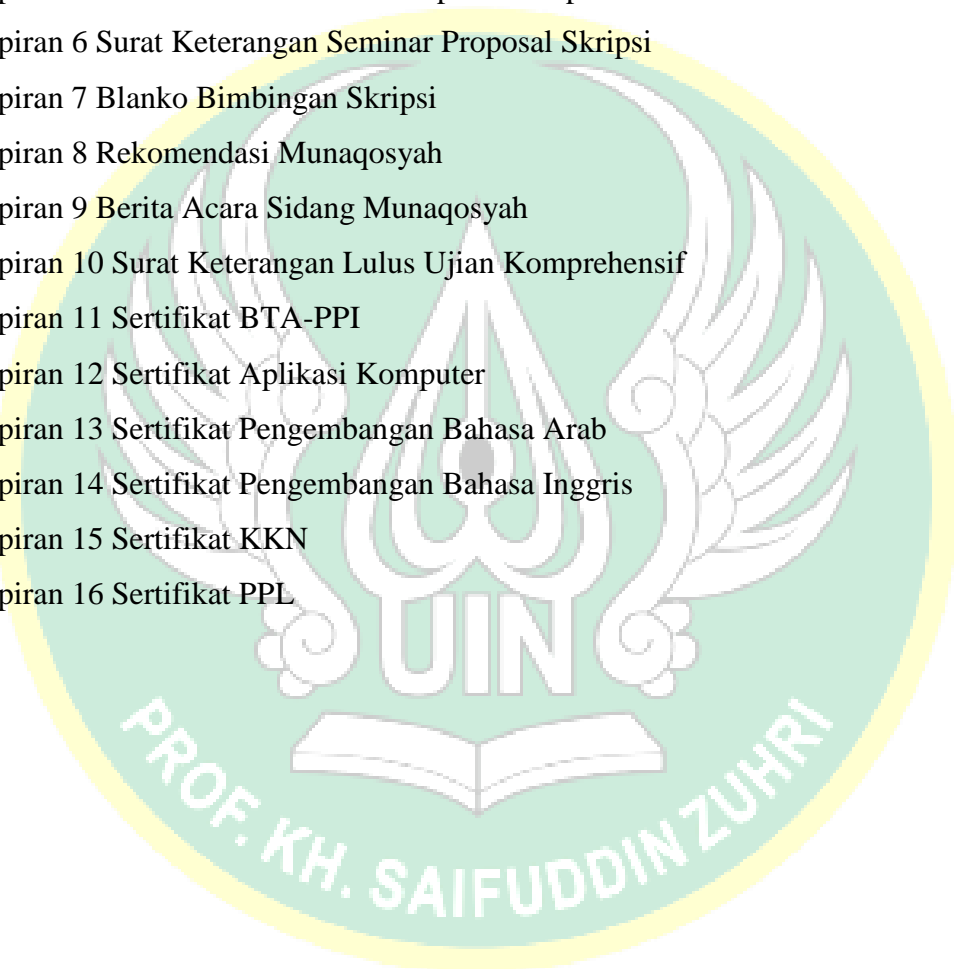 piran 6 Surat Keterangan Seminar Proposal Skripsi
piran 7 Blanko Bimbingan Skripsi
piran 8 Rekomendasi Munaqosyah
piran 9 Berita Acara Sidang Munaqosyah
piran 10 Surat Keterangan Lulus Ujian Komprehensif
piran 11 Sertifikat BTA-PPI
piran 12 Sertifikat Aplikasi Komputer
piran 13 Sertifikat Pengembangan Bahasa Arab
piran 14 Sertifikat Pengembangan Bahasa Inggris
piran 15 Sertifikat KKN
piran 16 Sertifikat PPL
UIN
PROF. KH. SAIFUDDIN ZUHRI